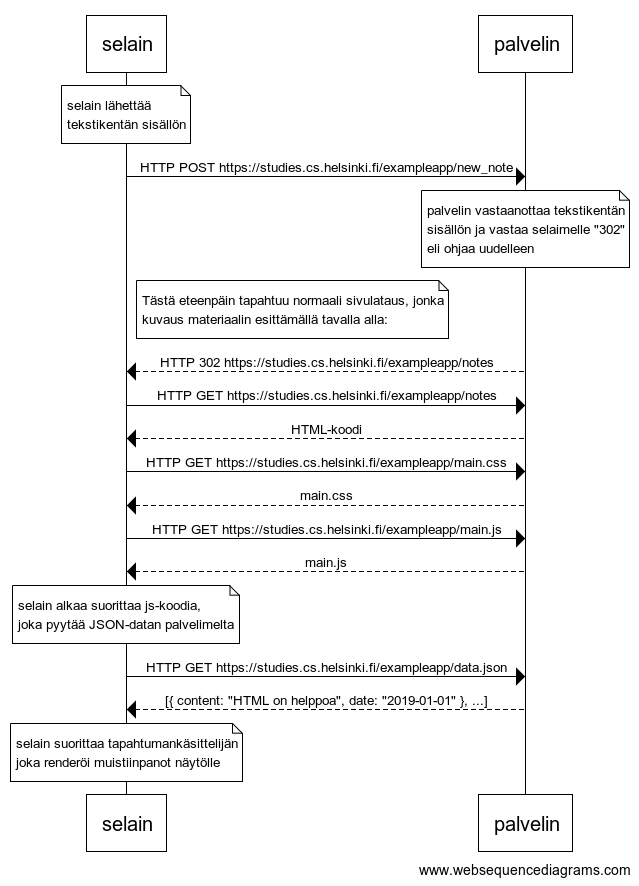 selain
palvelin
selain lähettää
tekstikentän sisällön
HTTP POST https://studies.cs.helsinki.fi/exampleapp/new_note
palvelin vastaanottaa tekstikentän
sisällön ja vastaa selaimelle "302"
eli ohjaa uudelleen
Tästä eteenpäin tapahtuu normaali sivulataus, jonka
kuvaus materiaalin esittämällä tavalla alla:
HTTP 302 https://studies.cs.helsinki.fi/exampleapp/notes
HTTP GET https://studies.cs.helsinki.fi/exampleapp/notes
HTML-koodi
HTTP GET https://studies.cs.helsinki.fi/exampleapp/main.css
main.css
HTTP GET https://studies.cs.helsinki.fi/exampleapp/main.js
main.js
selain alkaa suorittaa js-koodia,
joka pyytää JSON-datan palvelimelta
HTTP GET https://studies.cs.helsinki.fi/exampleapp/data.json
[{ content: "HTML on helppoa", date: "2019-01-01" }, ...]
selain suorittaa tapahtumankäsittelijän
joka renderöi muistiinpanot näytölle
selain
palvelin
www.websequencediagrams.com